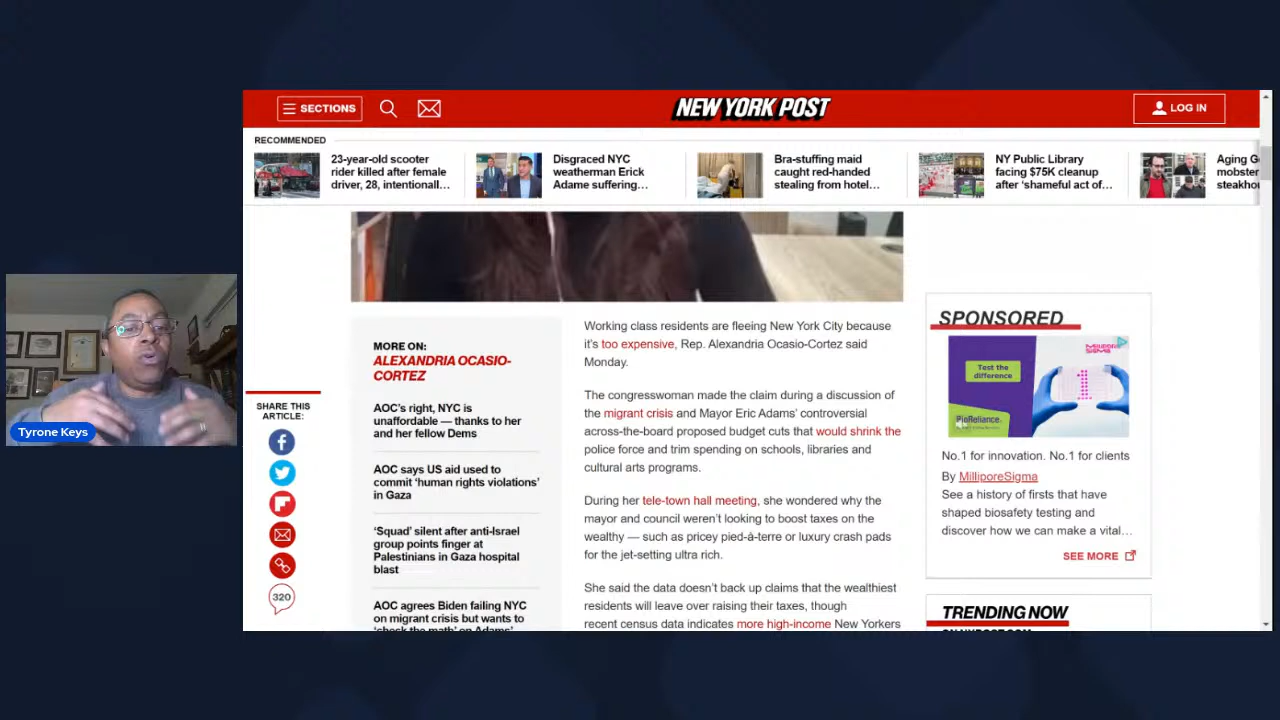 SECTIONS
NEW YORK POST
LOG IN
RECOMMENDED
23-year-old scooter
rider killed after female
driver, 28, intentionall...
Disgraced NYC
weatherman Erick
Adame suffering...
Bra-stuffing maid
caught red-handed
stealing from hotel...
NY Public Library
facing $75K cleanup
after ‘shameful act of...
Aging G
mobster
steakhou
Tyrone Keys
SHARE THIS
ARTICLE:
320
MORE ON:
ALEXANDRIA OCASIO-
CORTEZ
AOC’s right, NYC is
unaffordable — thanks to her
and her fellow Dems
AOC says US aid used to
commit ‘human rights violations’
in Gaza
‘Squad’ silent after anti-Israel
group points finger at
Palestinians in Gaza hospital
blast
AOC agrees Biden failing NYC
on migrant crisis but wants to
‘check the math’ on Adams’
Working class residents are fleeing New York City because
it’s too expensive, Rep. Alexandria Ocasio-Cortez said
Monday.
The congresswoman made the claim during a discussion of
the migrant crisis and Mayor Eric Adams’ controversial
across-the-board proposed budget cuts that would shrink the
police force and trim spending on schools, libraries and
cultural arts programs.
During her tele-town hall meeting, she wondered why the
mayor and council weren’t looking to boost taxes on the
wealthy — such as pricey pied-à-terre or luxury crash pads
for the jet-setting ultra rich.
She said the data doesn’t back up claims that the wealthiest
residents will leave over raising their taxes, though
recent census data indicates more high-income New Yorkers
SPONSORED
Test the
difference
BioReliance
No.1 for innovation. No.1 for clients
By MilliporeSigma
See a history of firsts that have
shaped biosafety testing and
discover how we can make a vital...
SEE MORE
TRENDING NOW
ON NYPOST.COM